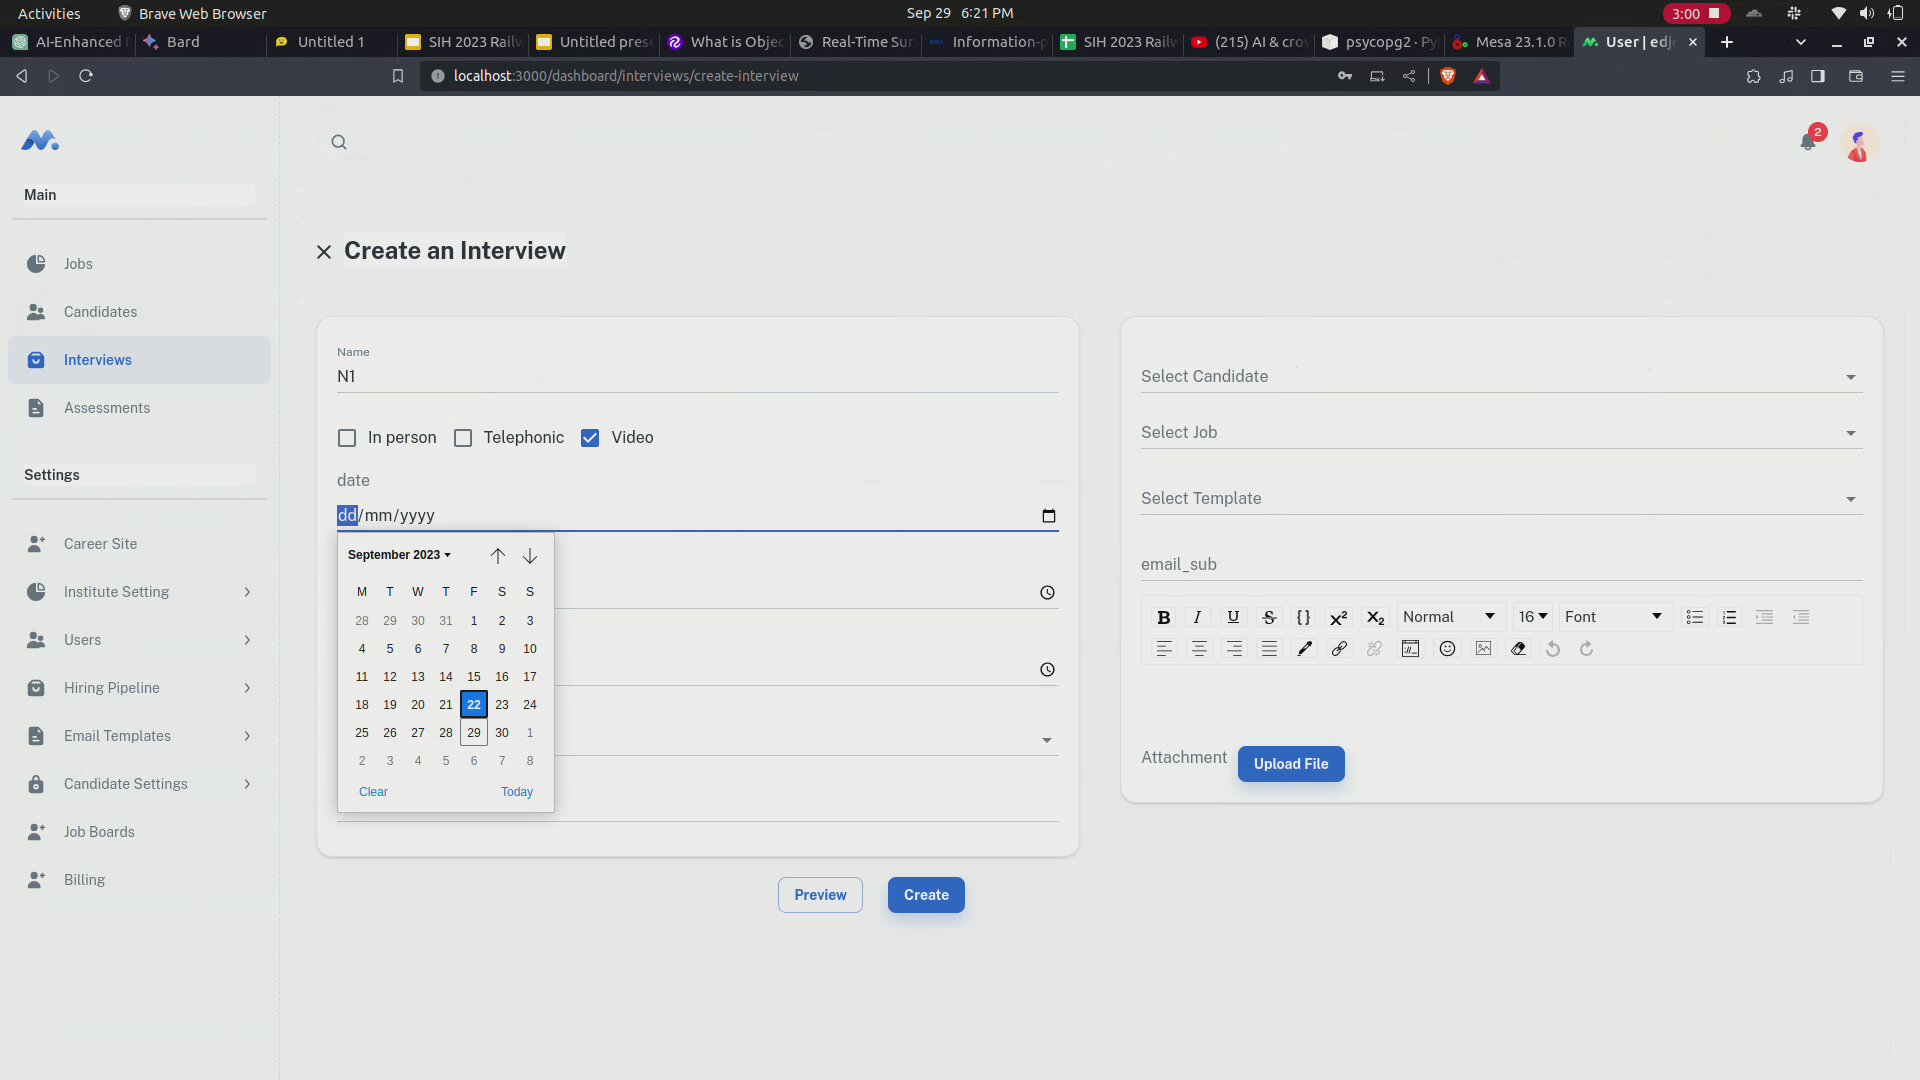 Activities
Brave Web Browser
Sep 29 6:21 PM
3:00
AI-Enhanced
Bard
Untitled 1
SIH 2023 Railw
Untitled prese
What is Objec
Real-Time Sur
Information-p
SIH 2023 Railw
(215) AI & crow
psycopg2 · Py
Mesa 23.1.0 R
User | edj
localhost:3000/dashboard/interviews/create-interview
2
Main
Jobs
Candidates
Interviews
Assessments
Settings
Career Site
Institute Setting
Users
Hiring Pipeline
Email Templates
Candidate Settings
Job Boards
Billing
Create an Interview
Name
N1
In person
Telephonic
Video
date
dd/mm/yyyy
September 2023
M T W T F S S
28 29 30 31 1 2 3
4 5 6 7 8 9 10
11 12 13 14 15 16 17
18 19 20 21 22 23 24
25 26 27 28 29 30 1
2 3 4 5 6 7 8
Clear
Today
Select Candidate
Select Job
Select Template
email_sub
B I U S {} X² X₂ Normal 16 Font
Attachment
Upload File
Preview
Create